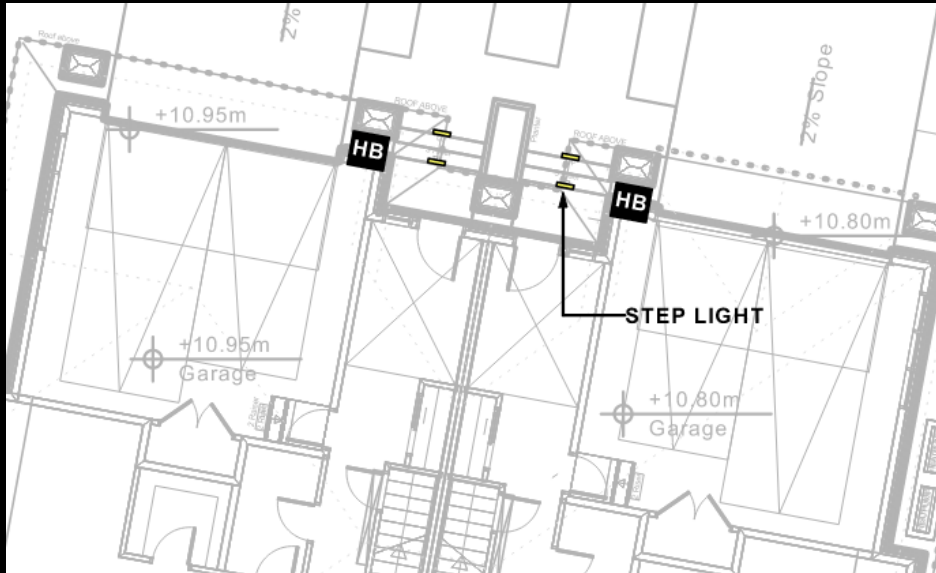 2%
Roof above
+10.95m
ROOF ABOVE
Planter
ROOF ABOVE
2% Slope
HB
HB
+10.80m
STEP LIGHT
+10.95m
Garage
+10.80m
Garage